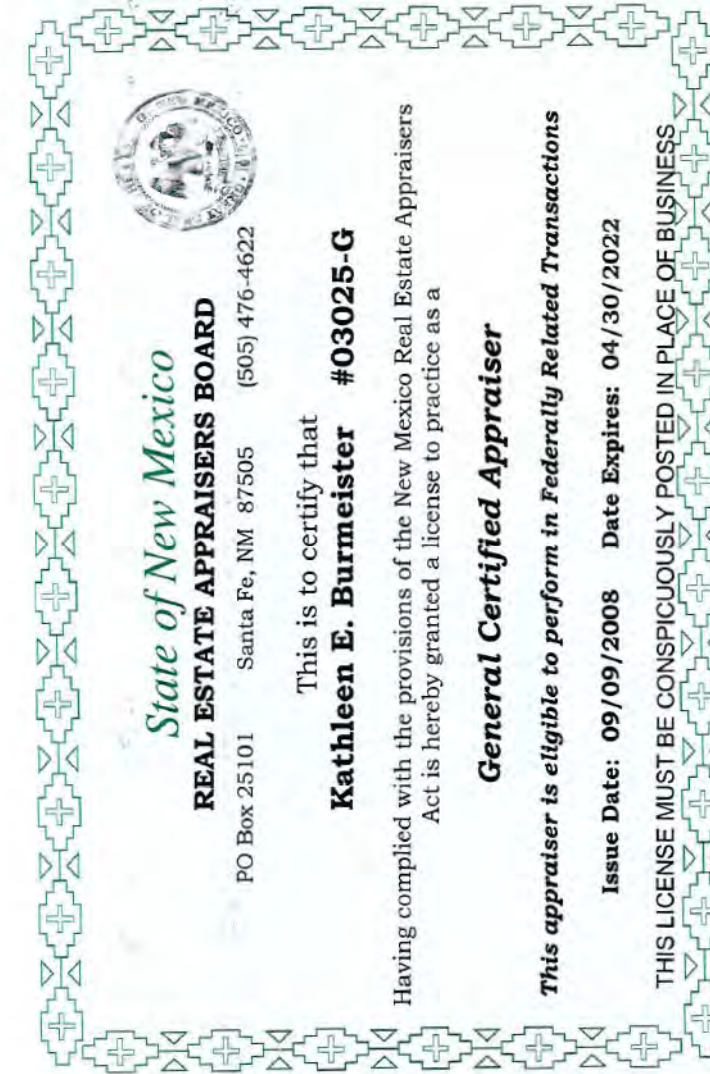 State of New Mexico
REAL ESTATE APPRAISERS BOARD
PO Box 25101 Santa Fe, NM 87505 (505) 476-4622
This is to certify that
Kathleen E. Burmeister #03025-G
Having complied with the provisions of the New Mexico Real Estate Appraisers
Act is hereby granted a license to practice as a
General Certified Appraiser
This appraiser is eligible to perform in Federally Related Transactions
Issue Date: 09/09/2008 Date Expires: 04/30/2022
THIS LICENSE MUST BE CONSPICUOUSLY POSTED IN PLACE OF BUSINESS